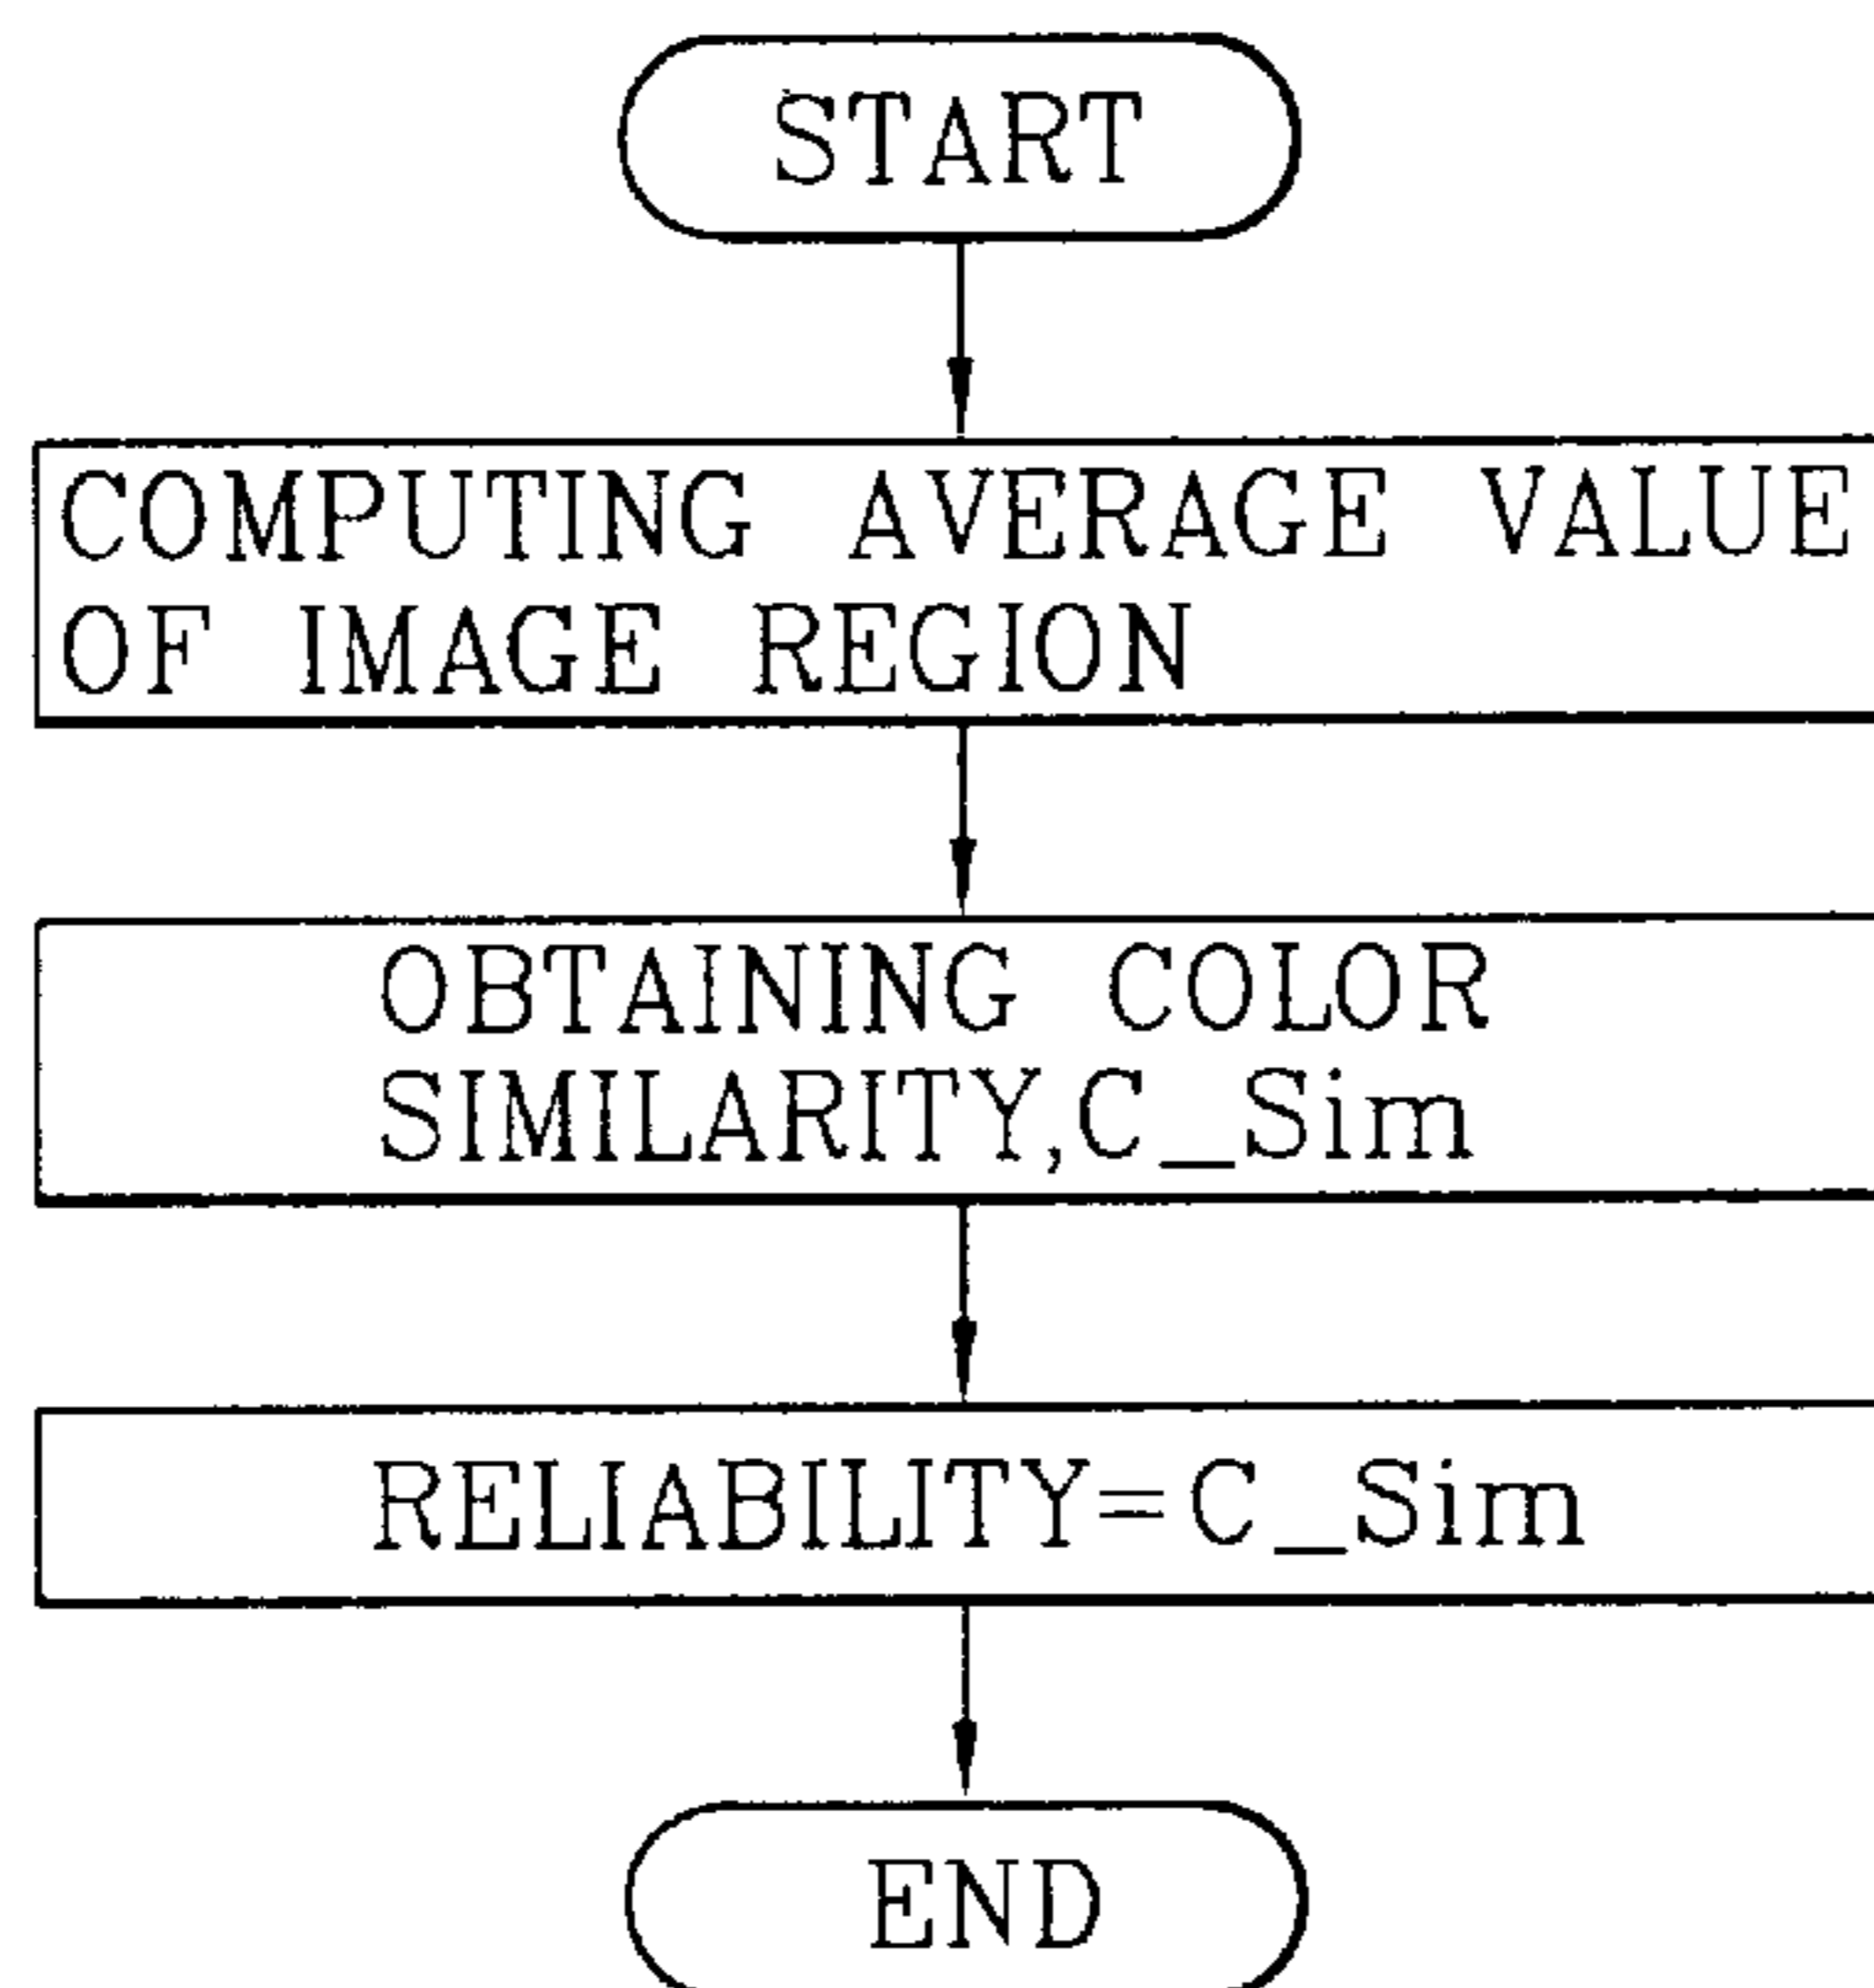 START
COMPUTING AVERAGE VALUE
OF IMAGE REGION
OBTAINING COLOR
SIMILARITY,C_Sim
RELIABILITY=C_Sim
END